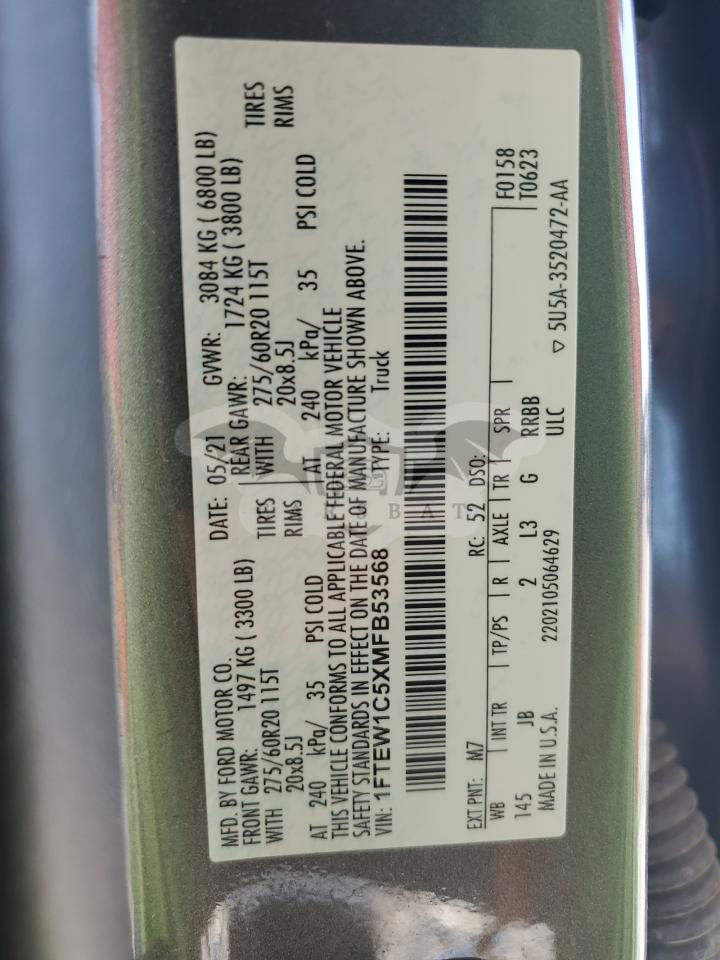 MFD. BY FORD MOTOR CO.
DATE: 05/21 GVWR: 3084 KG ( 6800 LB)
FRONT GAWR: 1497 KG ( 3300 LB) REAR GAWR: 1724 KG ( 3800 LB)
WITH 275/60R20 115T TIRES WITH 275/60R20 115T TIRES
20x8.5J RIMS 20x8.5J RIMS
AT 240 kPa/ 35 PSI COLD AT 240 kPa/ 35 PSI COLD
THIS VEHICLE CONFORMS TO ALL APPLICABLE FEDERAL MOTOR VEHICLE
SAFETY STANDARDS IN EFFECT ON THE DATE OF MANUFACTURE SHOWN ABOVE.
VIN: 1FTEW1C5XMFB53568 TYPE: Truck
EXT PNT: M7 RC: 52 DSO:
WB INT TR TP/PS R AXLE TR SPR F0158
T0623
145 JB 2 L3 G RRBB
MADE IN U.S.A. 2202105064629 ULC
▽ 5U5A-3520472-AA
BAT